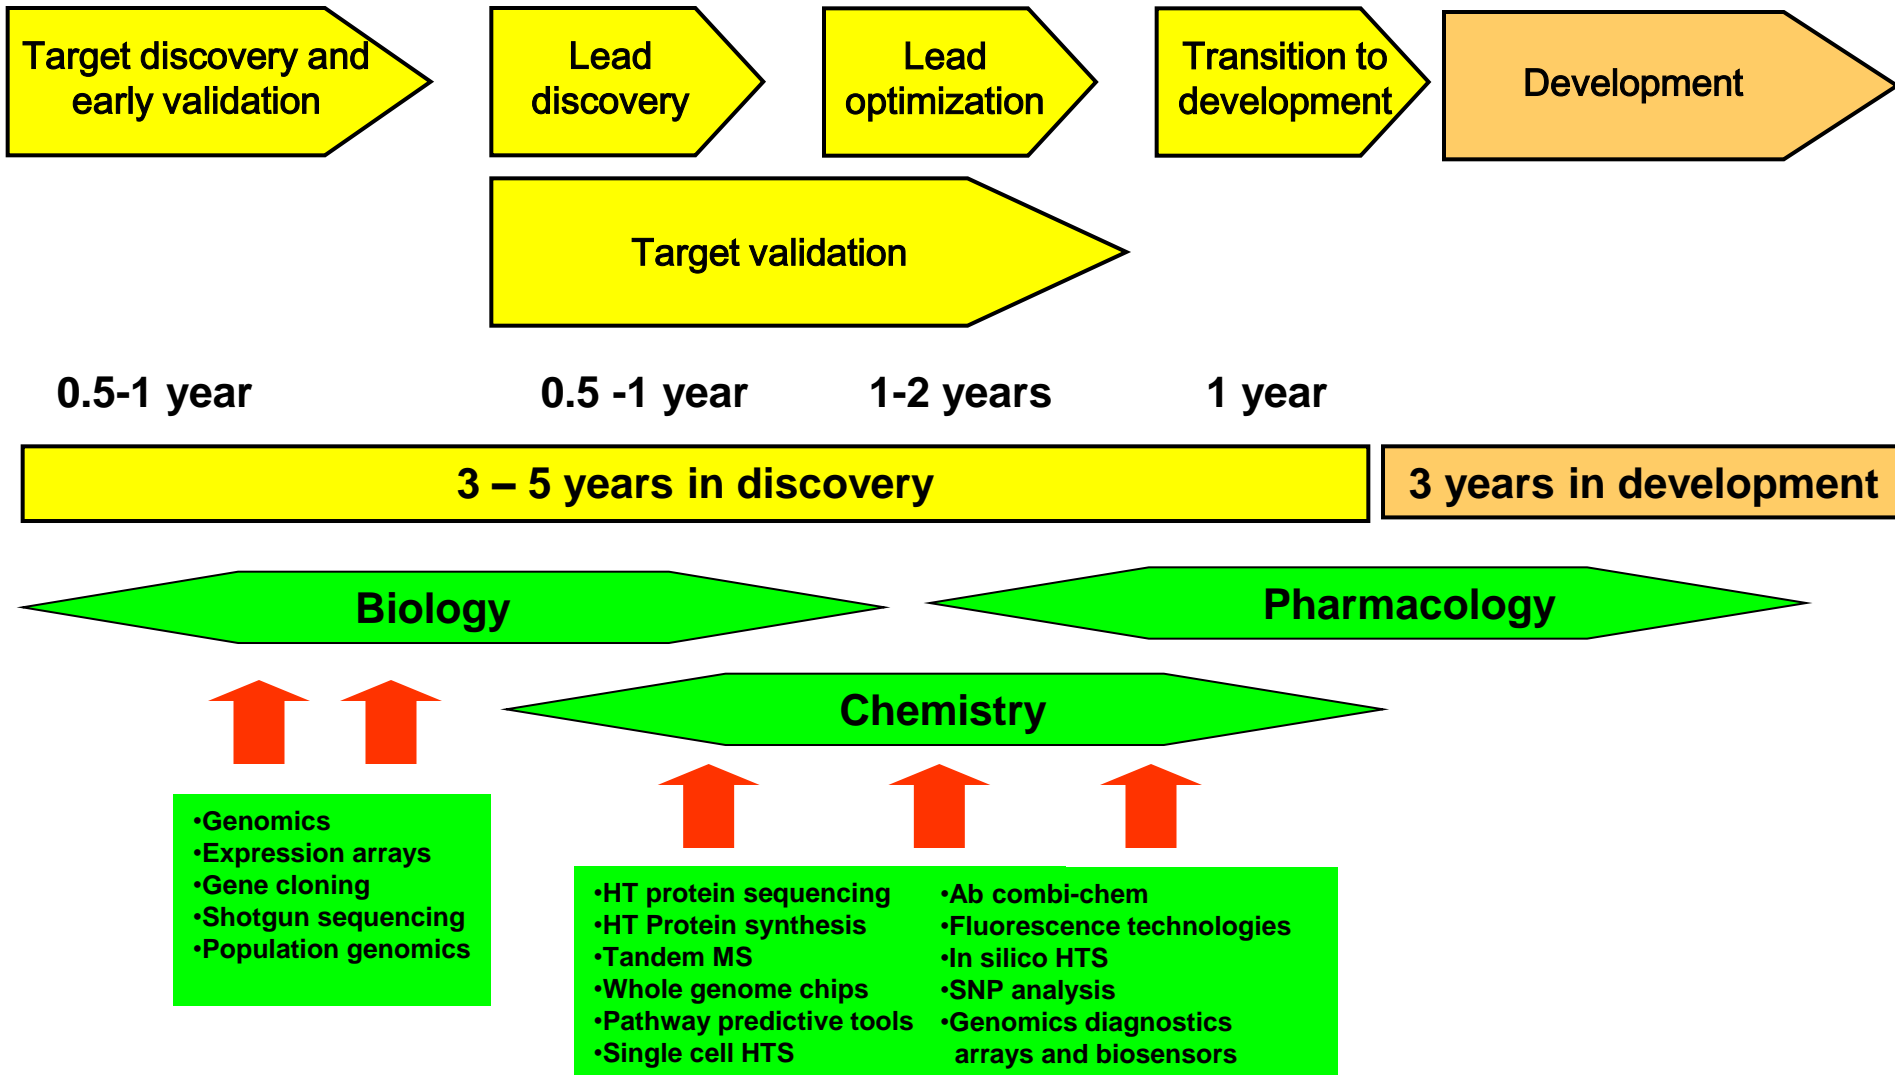 Target discovery and
early validation
Lead
discovery
Lead
optimization
Transition to
development
Development
Target validation
0.5-1 year
0.5 -1 year
1-2 years
1 year
3 – 5 years in discovery
3 years in development
Biology
Pharmacology
Chemistry
•Genomics
•Expression arrays
•Gene cloning
•Shotgun sequencing
•Population genomics
•HT protein sequencing
•HT Protein synthesis
•Tandem MS
•Whole genome chips
•Pathway predictive tools
•Single cell HTS
•Ab combi-chem
•Fluorescence technologies
•In silico HTS
•SNP analysis
•Genomics diagnostics
arrays and biosensors